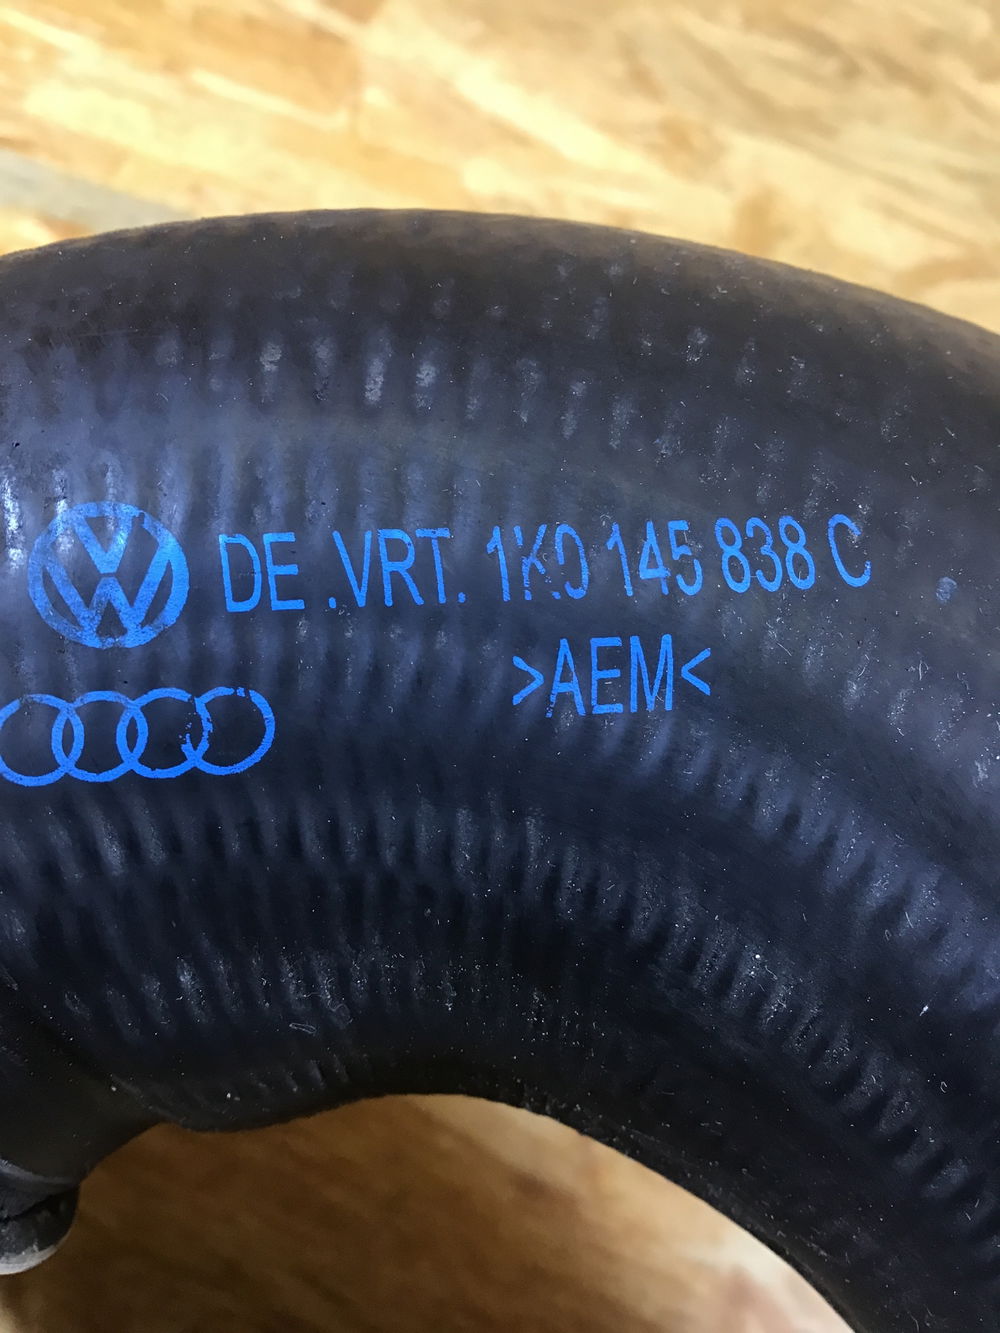 DE .VRT. 1K0 145 838 C
>AEM<